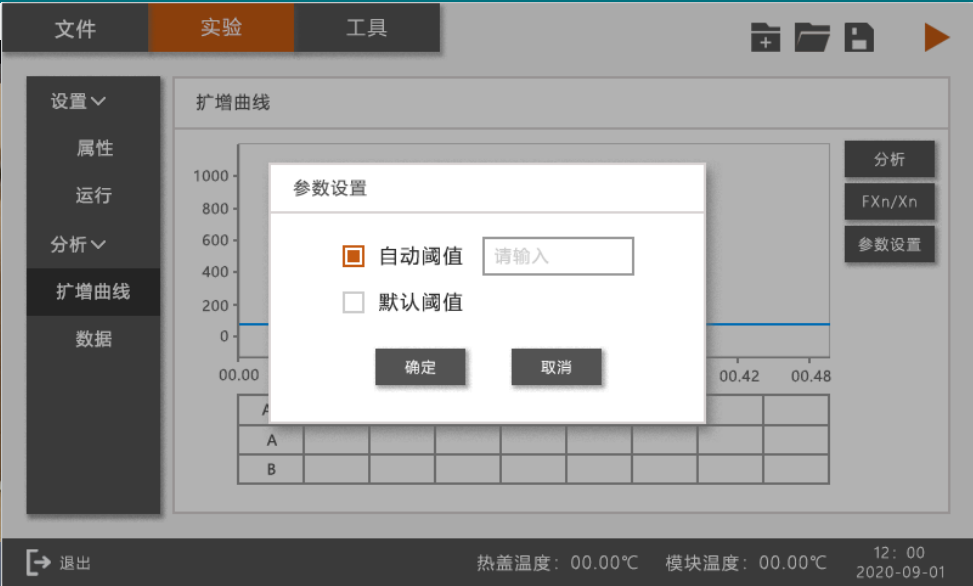 文件 实验 工具
设置
属性
运行
分析
扩增曲线
数据
扩增曲线
1000
800
600
400
200
0
00.00 00.42 00.48
A
A
B
分析
FXn/Xn
参数设置
参数设置
自动阈值 请输入
默认阈值
确定 取消
退出
热盖温度：00.00℃ 模块温度：00.00℃
12：00
2020-09-01